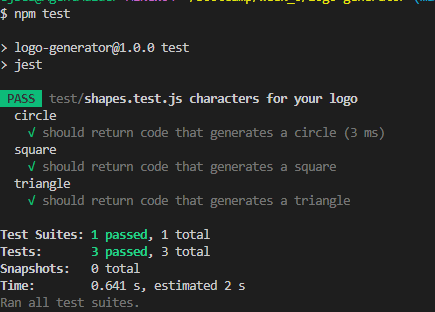 $ npm test
> logo-generator@1.0.0 test
> jest
PASS test/shapes.test.js characters for your logo
circle
√ should return code that generates a circle (3 ms)
square
√ should return code that generates a square
triangle
√ should return code that generates a triangle
Test Suites: 1 passed, 1 total
Tests: 3 passed, 3 total
Snapshots: 0 total
Time: 0.641 s, estimated 2 s
Ran all test suites.